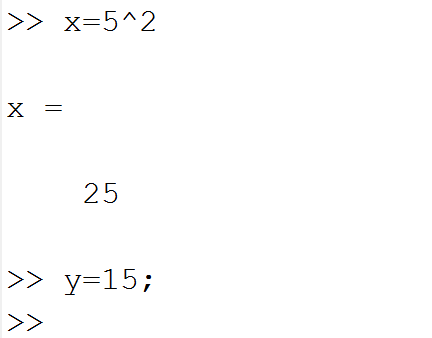 >> x=5^2
x =
25
>> y=15;
>>